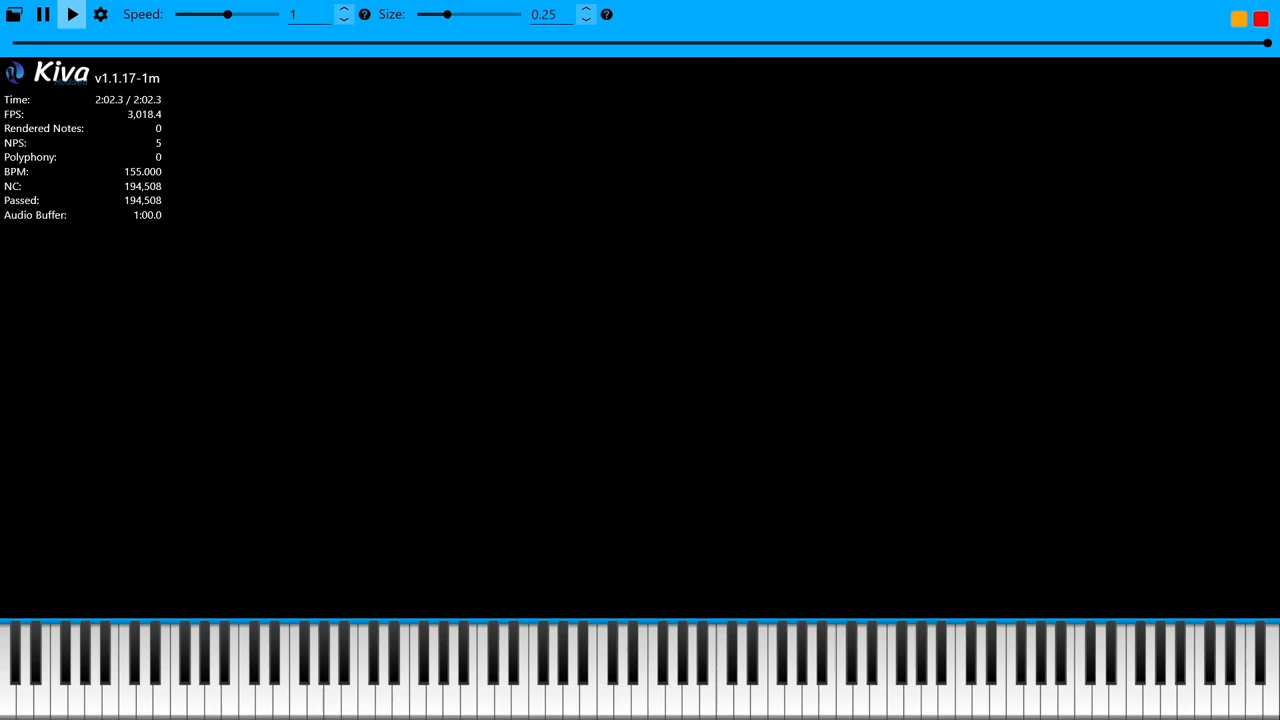 Speed: 1 Size: 0.25
Kiva v1.1.17-1m
Time: 2:02.3 / 2:02.3
FPS: 3,018.4
Rendered Notes: 0
NPS: 5
Polyphony: 0
BPM: 155.000
NC: 194,508
Passed: 194,508
Audio Buffer: 1:00.0